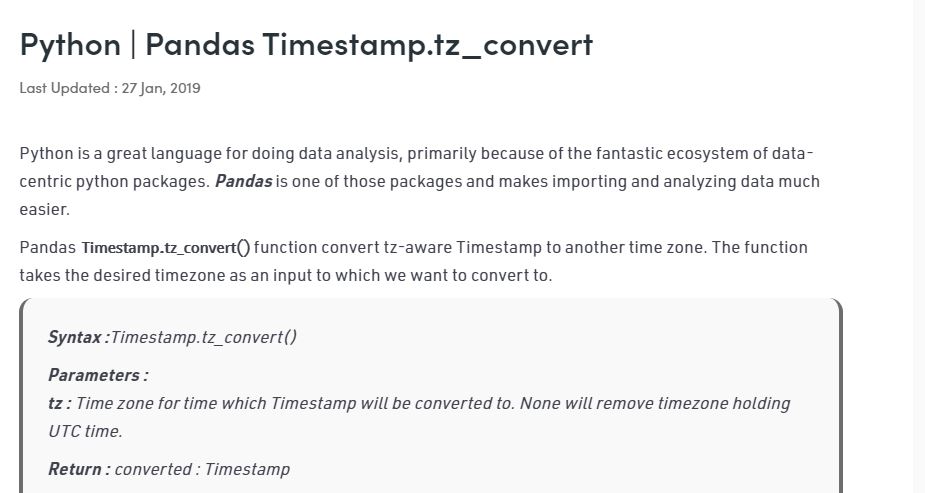 Python | Pandas Timestamp.tz_convert
Last Updated : 27 Jan, 2019
Python is a great language for doing data analysis, primarily because of the fantastic ecosystem of data-
centric python packages. Pandas is one of those packages and makes importing and analyzing data much
easier.
Pandas Timestamp.tz_convert() function convert tz-aware Timestamp to another time zone. The function
takes the desired timezone as an input to which we want to convert to.
Syntax :Timestamp.tz_convert()
Parameters :
tz : Time zone for time which Timestamp will be converted to. None will remove timezone holding
UTC time.
Return : converted : Timestamp